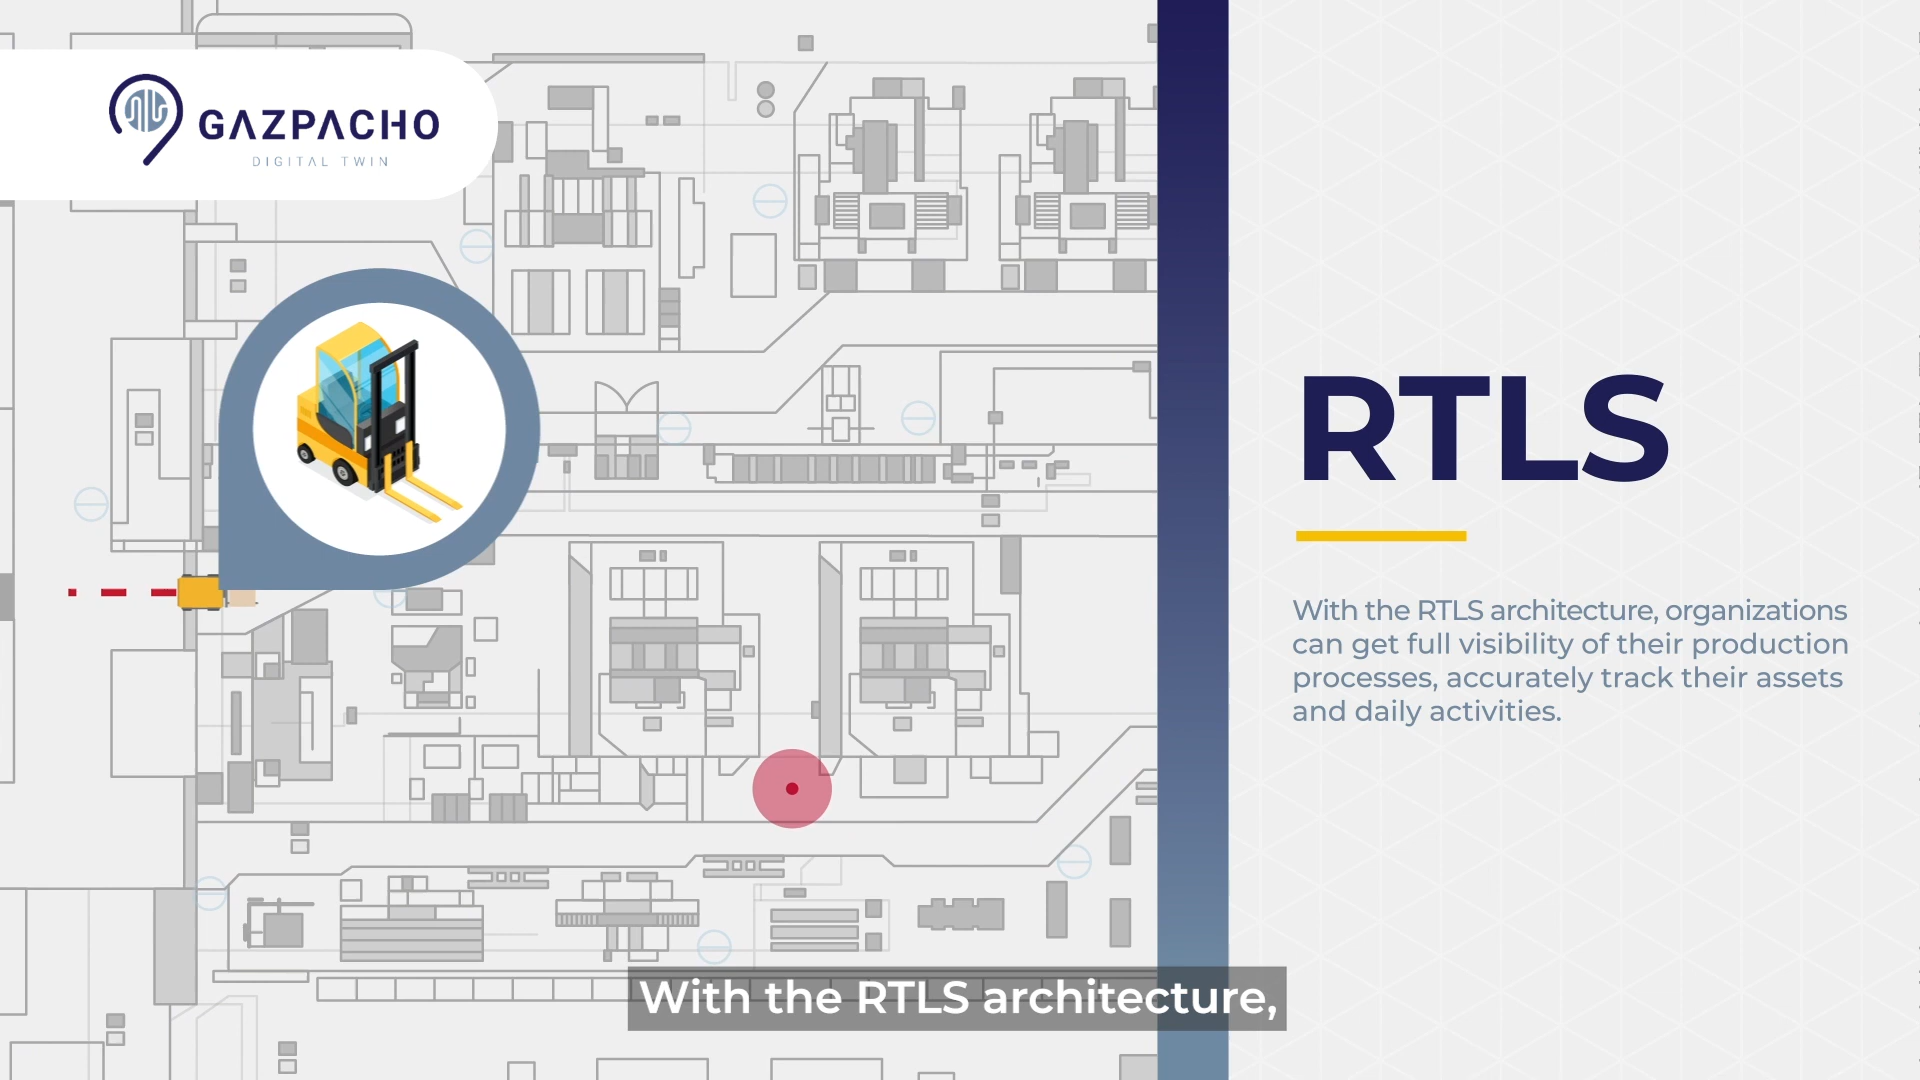 GAZPACHO
DIGITAL TWIN
RTLS
With the RTLS architecture, organizations
can get full visibility of their production
processes, accurately track their assets
and daily activities.
With the RTLS architecture,